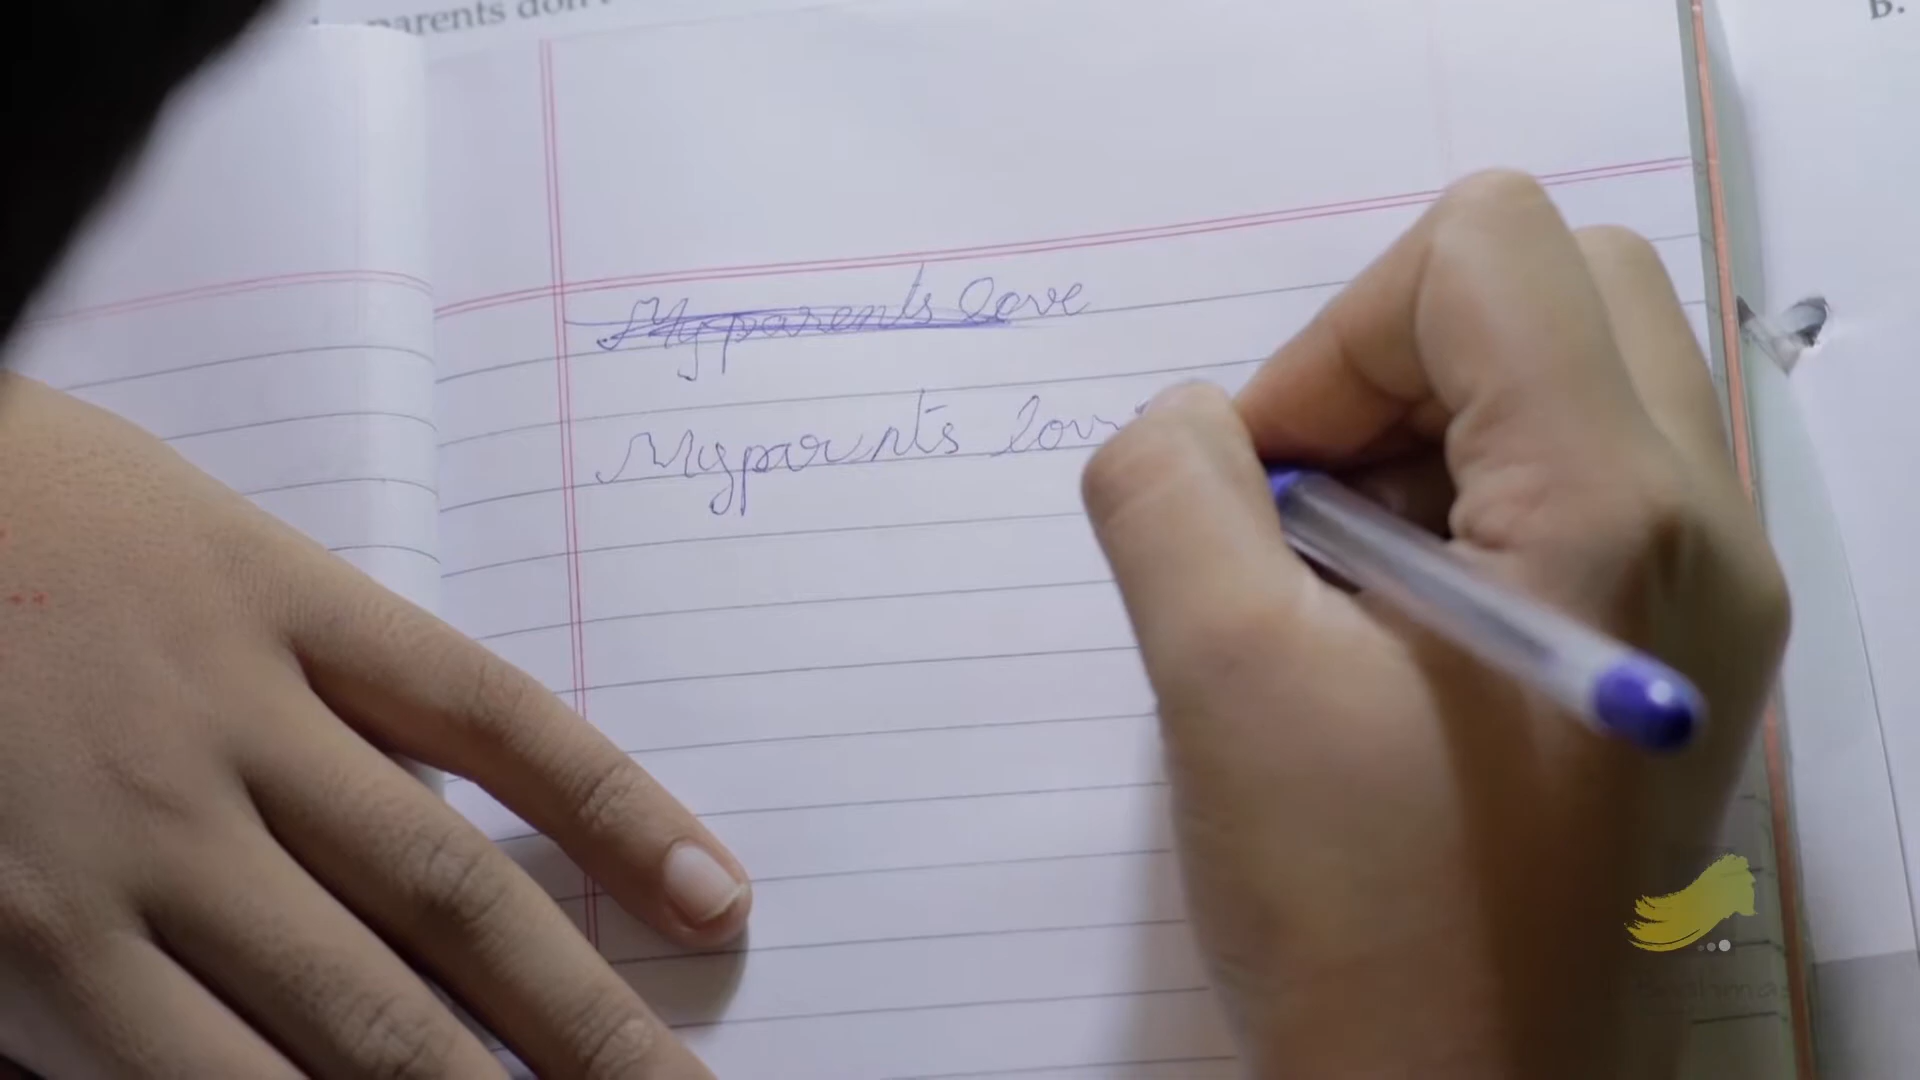 parents don't
B.
My parents love
My parents lov